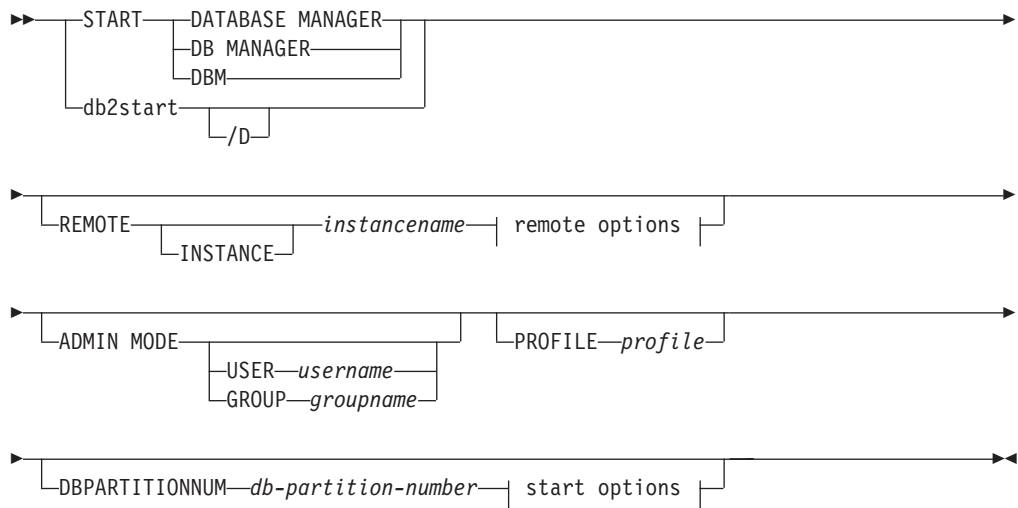 START DATABASE MANAGER
DB MANAGER
DBM
db2start
/D
REMOTE instancename remote options
INSTANCE
ADMIN MODE PROFILE profile
USER username
GROUP groupname
DBPARTITIONNUM db-partition-number start options